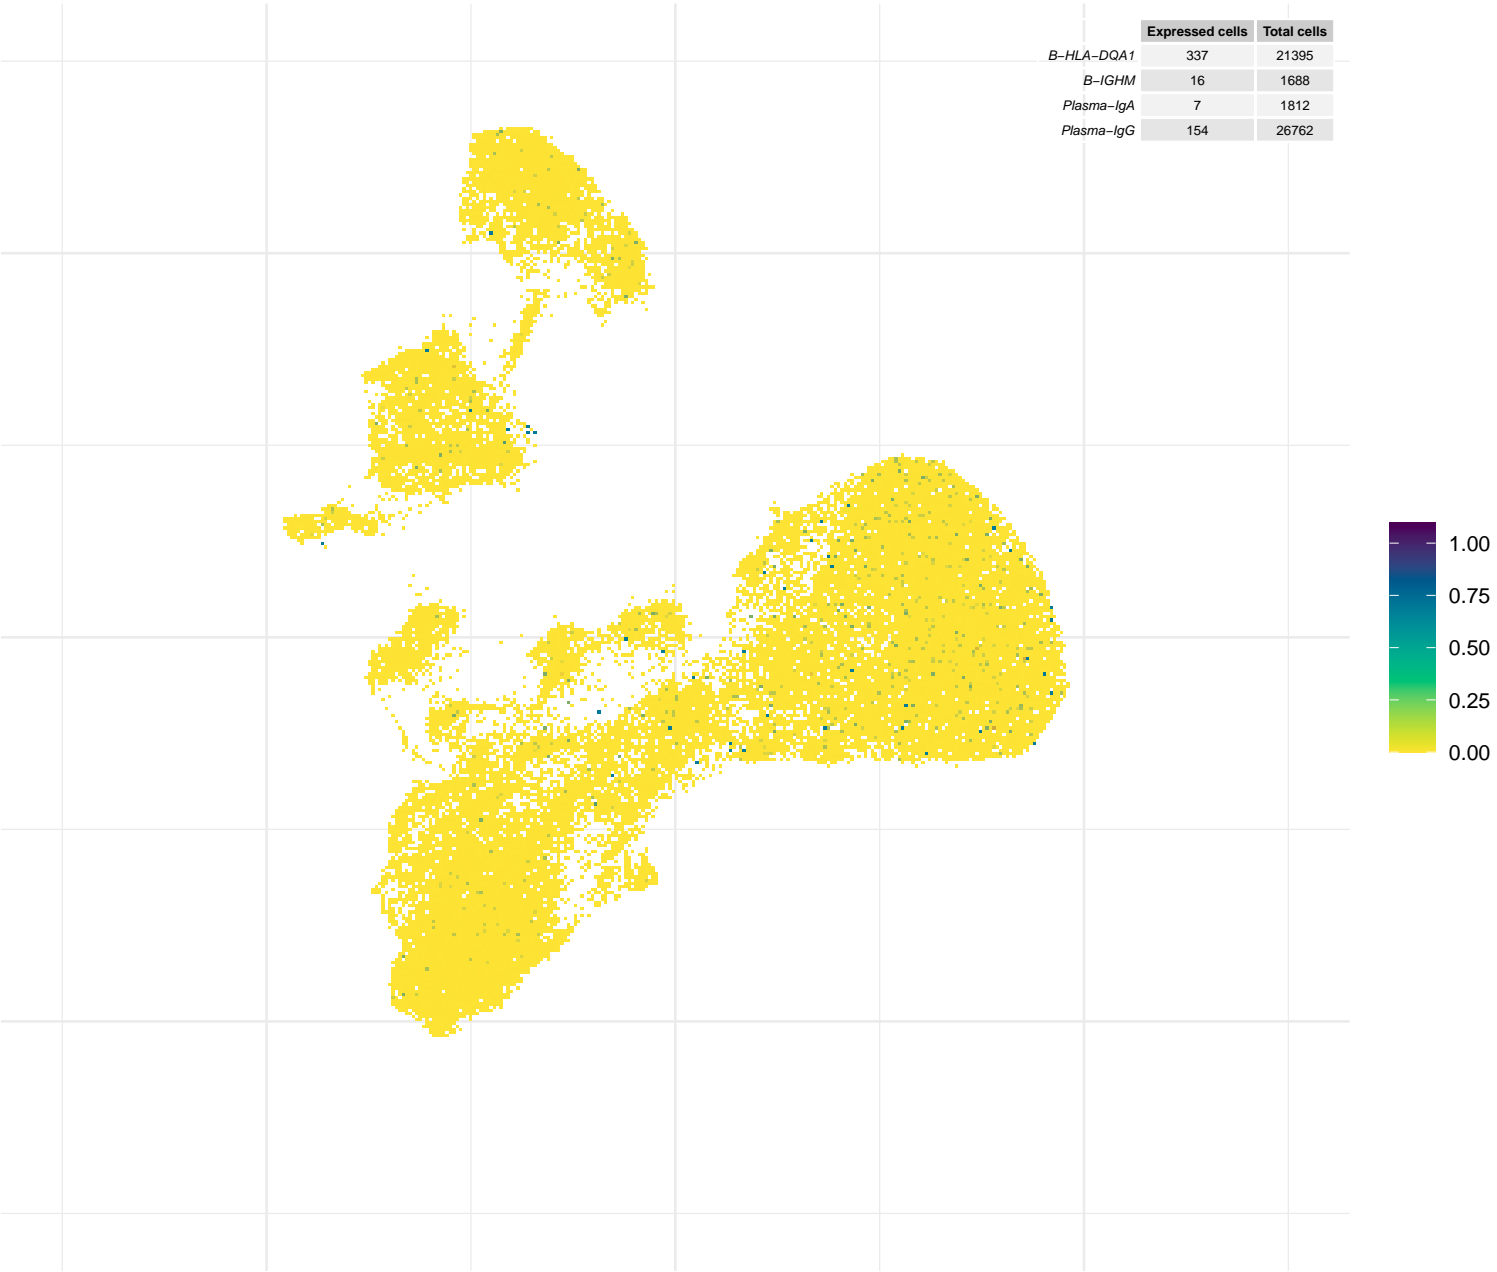 Expressed cells Total cells
B−HLA−DQA1 337 21395
B−IGHM 16 1688
Plasma−IgA 7 1812
Plasma−IgG 154 26762
1.00
0.75
0.50
0.25
0.00